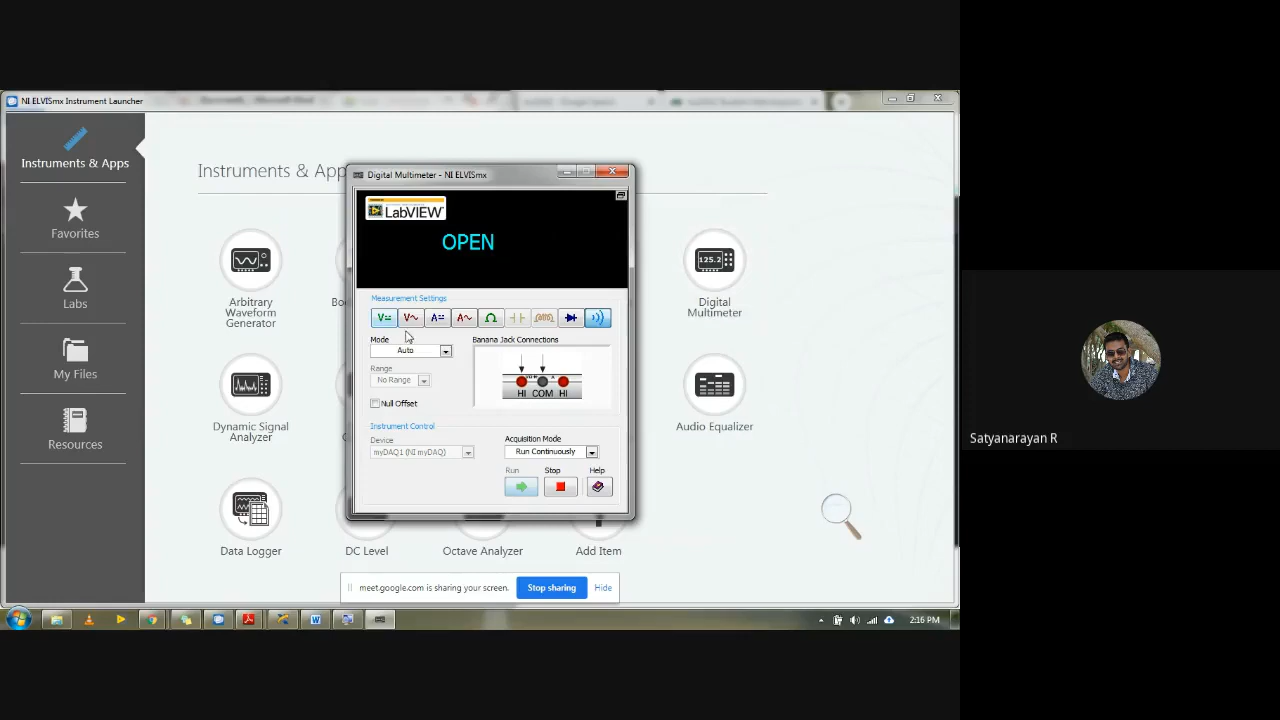 NI ELVISmx Instrument Launcher
Instruments & Apps
Favorites
Labs
My Files
Resources
Instruments & App
Arbitrary
Waveform
Generator
Dynamic Signal
Analyzer
Data Logger
DC Level
Octave Analyzer
Add Item
Digital
Multimeter
Audio Equalizer
Digital Multimeter - NI ELVISmx
LabVIEW
OPEN
Measurement Settings
V
V
A
A
Ω
Mode
Auto
Range
No Range
Null Offset
Banana Jack Connections
HI COM HI
Instrument Control
Device
myDAQ1 (NI myDAQ)
Acquisition Mode
Run Continuously
Run
Stop
Help
125.2
meet.google.com is sharing your screen.
Stop sharing
Hide
2:16 PM
Satyanarayan R